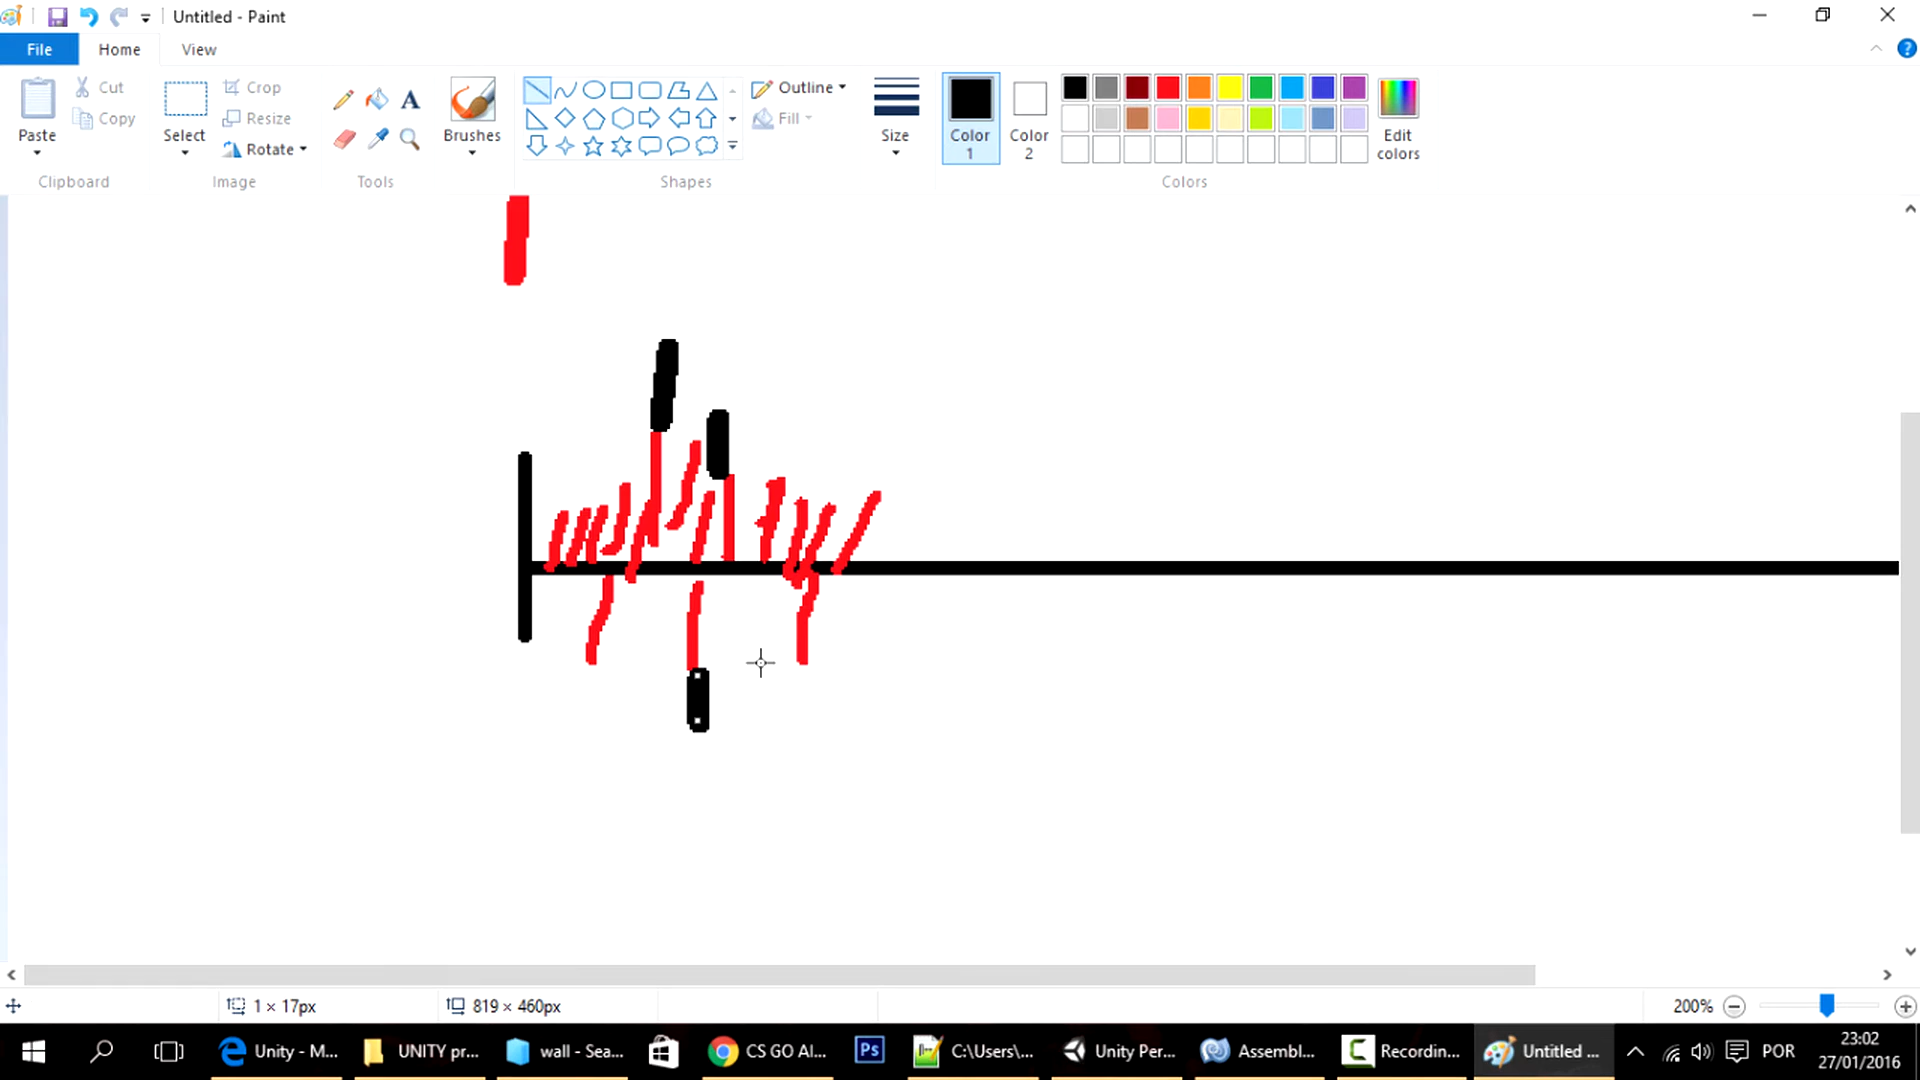 Untitled - Paint
File Home View
Paste
Cut
Copy
Clipboard
Select
Crop
Resize
Rotate
Image
A
Tools
Brushes
Shapes
Outline
Fill
Size
Color
1
Color
2
Edit
colors
Colors
1 × 17px
819 × 460px
200%
Unity - M...
UNITY pr...
wall - Sea...
CS GO Al...
Ps
C:\Users\...
Unity Per...
Assembl...
Recordin...
Untitled ...
POR
23:02
27/01/2016